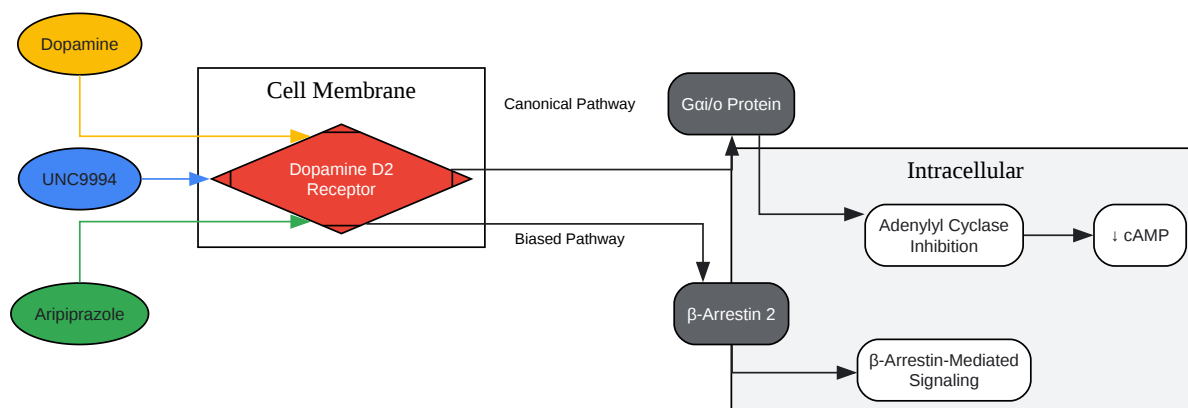 Dopamine
Cell Membrane
Canonical Pathway
Gαi/o Protein
UNC9994
Dopamine D2
Receptor
Intracellular
Biased Pathway
Adenylyl Cyclase
Inhibition
↓ cAMP
Aripiprazole
β-Arrestin 2
β-Arrestin-Mediated
Signaling